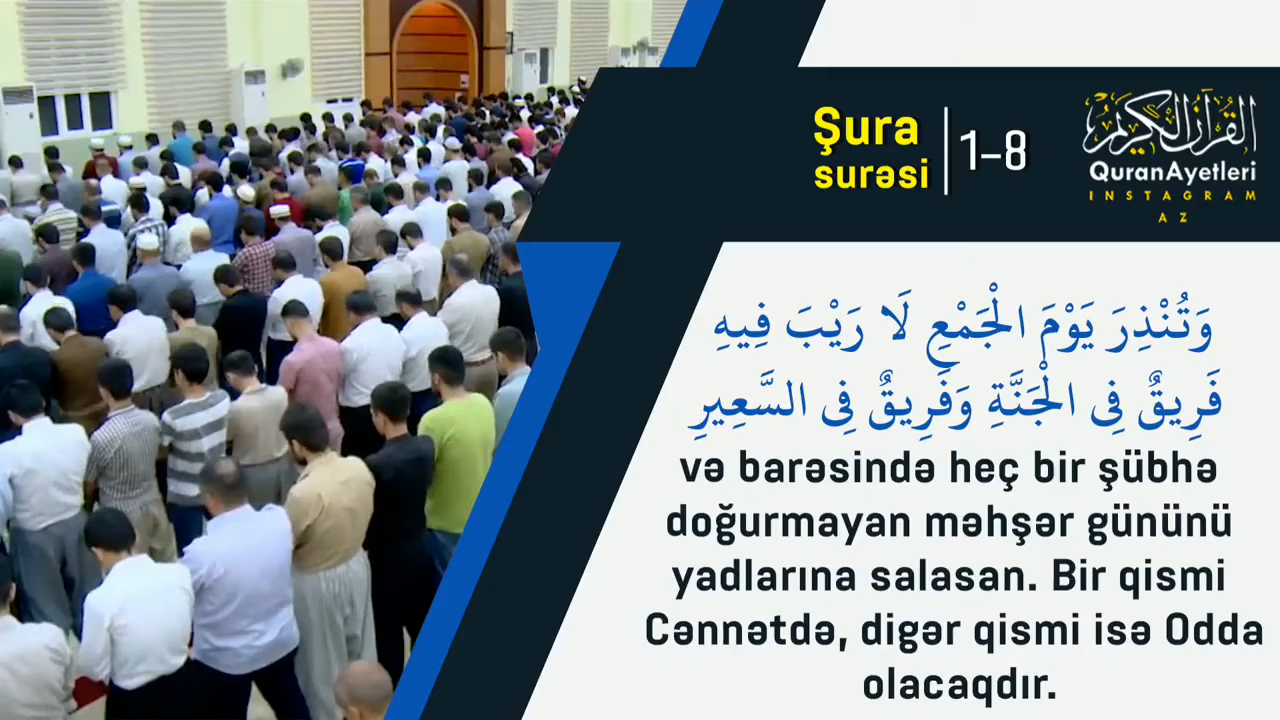 Şura
surəsi
1-8
القرآن الكريم
QuranAyetleri
INSTAGRAM
AZ
وَتُنْذِرَ يَوْمَ الْجَمْعِ لَا رَيْبَ فِيهِ
فَرِيقٌ فِى الْجَنَّةِ وَفَرِيقٌ فِى السَّعِيرِ
və barəsində heç bir şübhə
doğurmayan məhşər gününü
yadlarına salasan. Bir qismi
Cənnətdə, digər qismi isə Odda
olacaqdır.